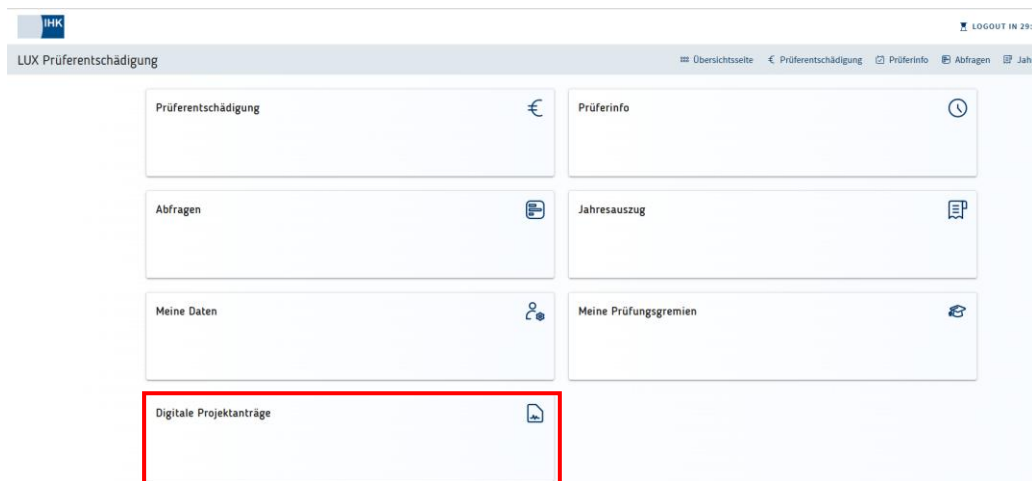 IHK
LOGOUT IN 29:
LUX Prüferentschädigung
Übersichtsseite € Prüferentschädigung Prüferinfo Abfragen Jah
Prüferentschädigung €
Prüferinfo
Abfragen
Jahresauszug
Meine Daten
Meine Prüfungsgremien
Digitale Projektanträge